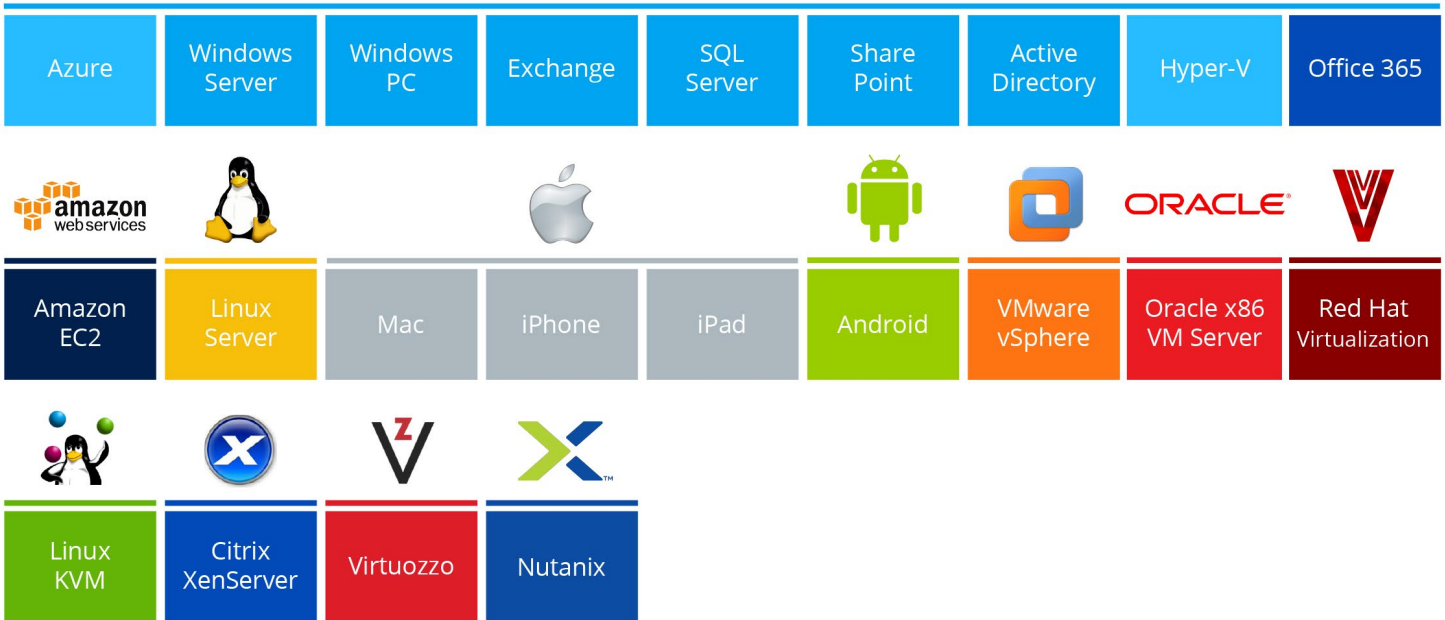 Azure
Windows
Server
Windows
PC
Exchange
SQL
Server
Share
Point
Active
Directory
Hyper-V
Office 365
amazon
webservices
ORACLE®
Amazon
EC2
Linux
Server
Mac
iPhone
iPad
Android
VMware
vSphere
Oracle x86
VM Server
Red Hat
Virtualization
X
Z
V
X™
Linux
KVM
Citrix
XenServer
Virtuozzo
Nutanix